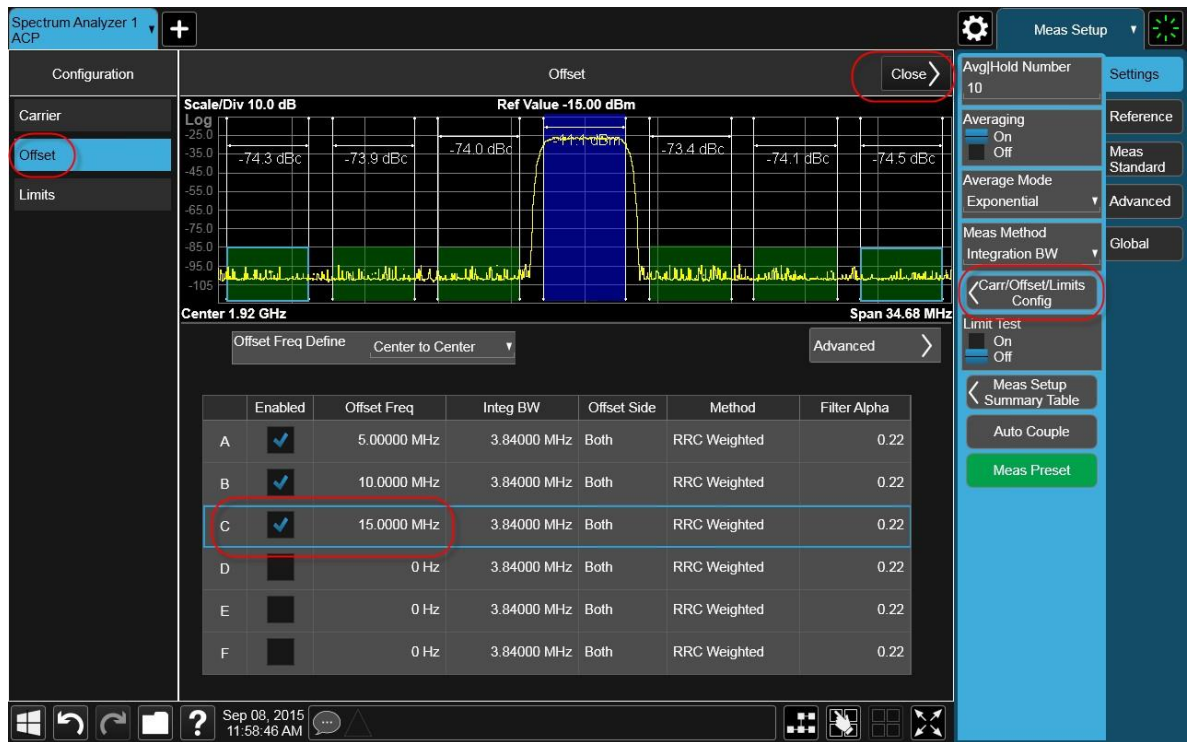 Spectrum Analyzer 1
ACP
Meas Setup
Configuration
Carrier
Offset
Limits
Offset
Close
Scale/Div 10.0 dB
Ref Value -15.00 dBm
Log
-25.0
-35.0
-45.0
-55.0
-65.0
-75.0
-85.0
-95.0
-105
-74.3 dBc
-73.9 dBc
-74.0 dBc
-11.1 dBm
-73.4 dBc
-74.1 dBc
-74.5 dBc
Center 1.92 GHz
Span 34.68 MHz
Offset Freq Define
Center to Center
Advanced
Enabled Offset Freq Integ BW Offset Side Method Filter Alpha
A 5.00000 MHz 3.84000 MHz Both RRC Weighted 0.22
B 10.0000 MHz 3.84000 MHz Both RRC Weighted 0.22
C 15.0000 MHz 3.84000 MHz Both RRC Weighted 0.22
D 0 Hz 3.84000 MHz Both RRC Weighted 0.22
E 0 Hz 3.84000 MHz Both RRC Weighted 0.22
F 0 Hz 3.84000 MHz Both RRC Weighted 0.22
Avg|Hold Number
10
Averaging
On
Off
Average Mode
Exponential
Meas Method
Integration BW
Carr/Offset/Limits
Config
Limit Test
On
Off
Meas Setup
Summary Table
Auto Couple
Meas Preset
Settings
Reference
Meas
Standard
Advanced
Global
?
Sep 08, 2015
11:58:46 AM